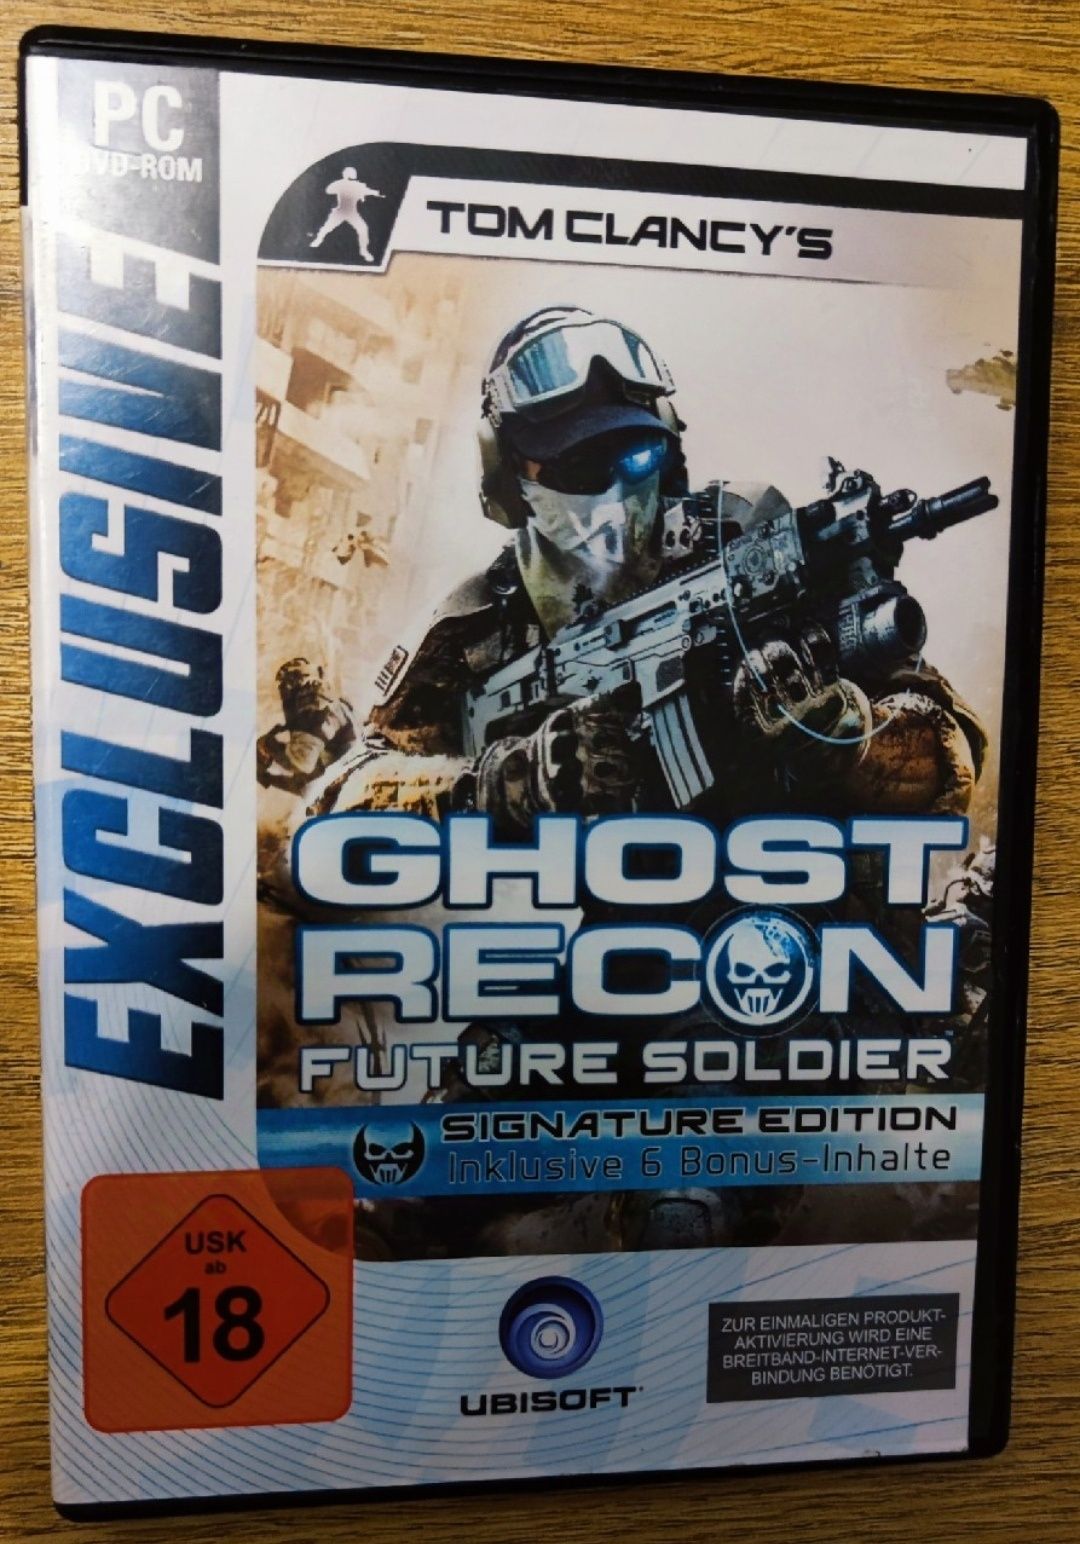 PC
DVD-ROM
EXCLUSIVE
TOM CLANCY'S
GHOST
RECON
FUTURE SOLDIER™
SIGNATURE EDITION
Inklusive 6 Bonus-Inhalte
USK
ab
18
UBISOFT
ZUR EINMALIGEN PRODUKT-
AKTIVIERUNG WIRD EINE
BREITBAND-INTERNET-VER-
BINDUNG BENÖTIGT.